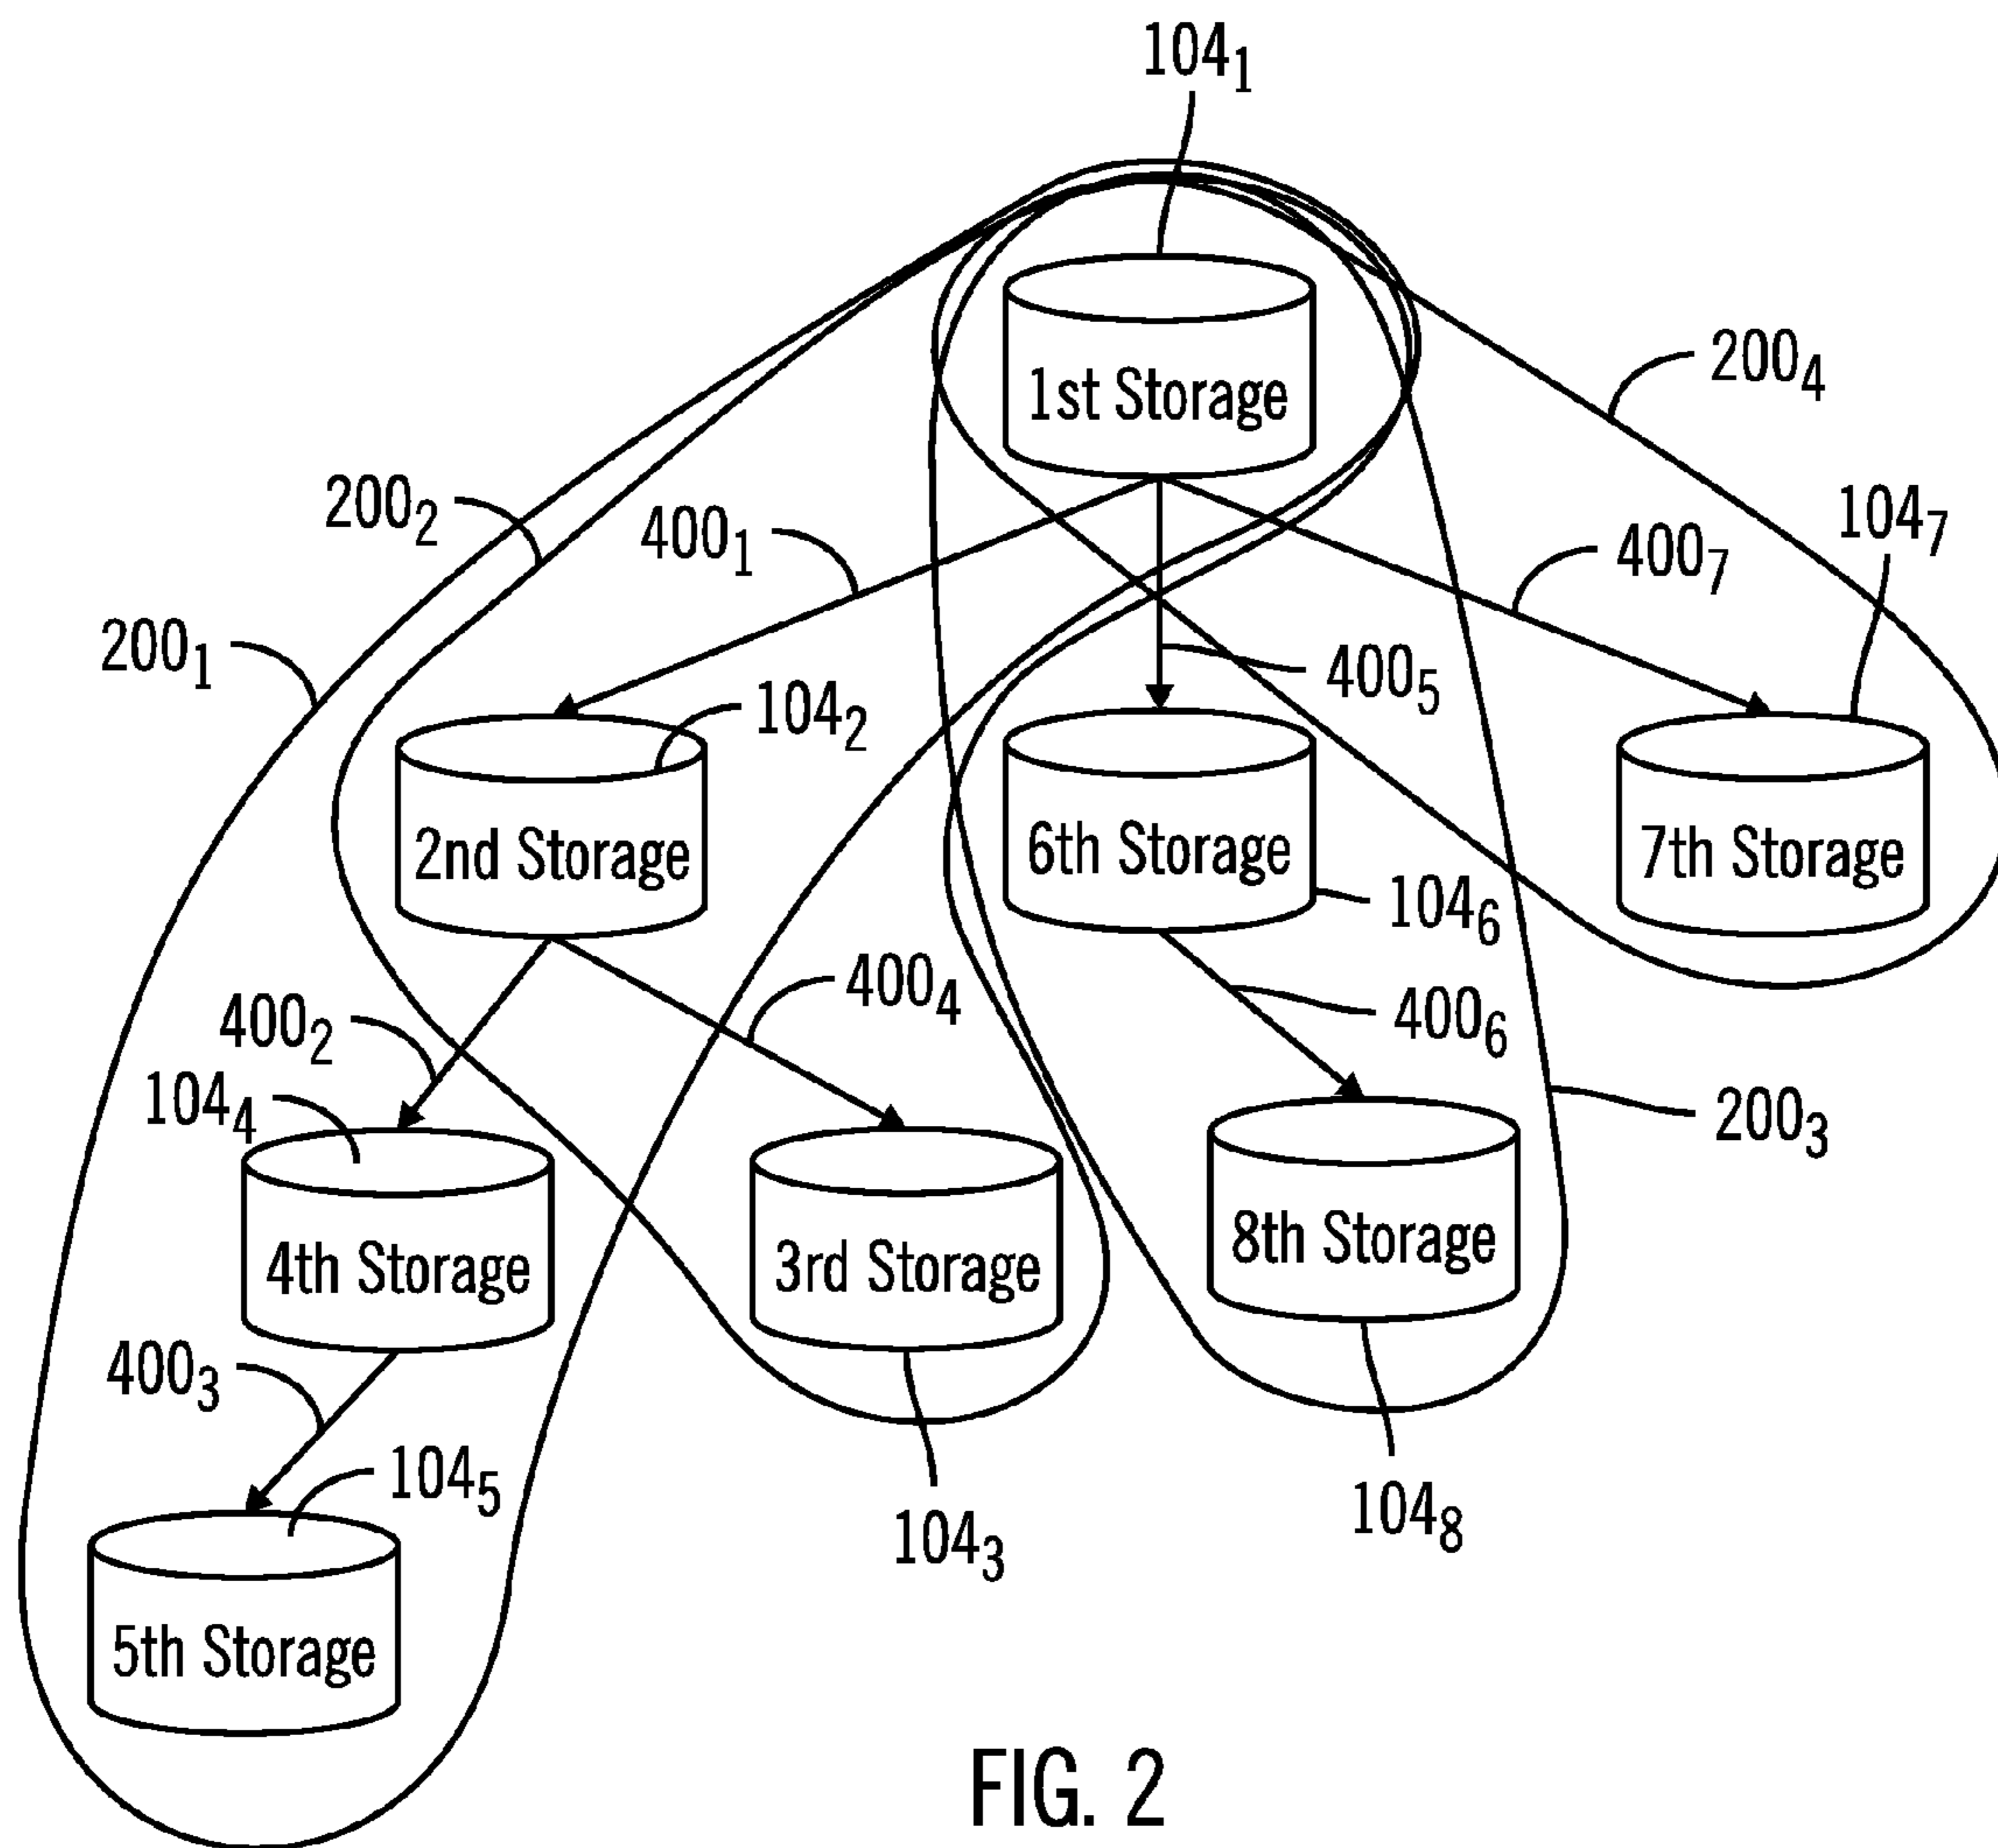 104₁
1st Storage
200₄
200₂
400₁
104₇
400₇
200₁
400₅
104₂
2nd Storage
6th Storage
7th Storage
104₆
400₄
400₂
400₆
104₄
200₃
4th Storage
3rd Storage
8th Storage
400₃
104₅
104₃
104₈
5th Storage
FIG. 2